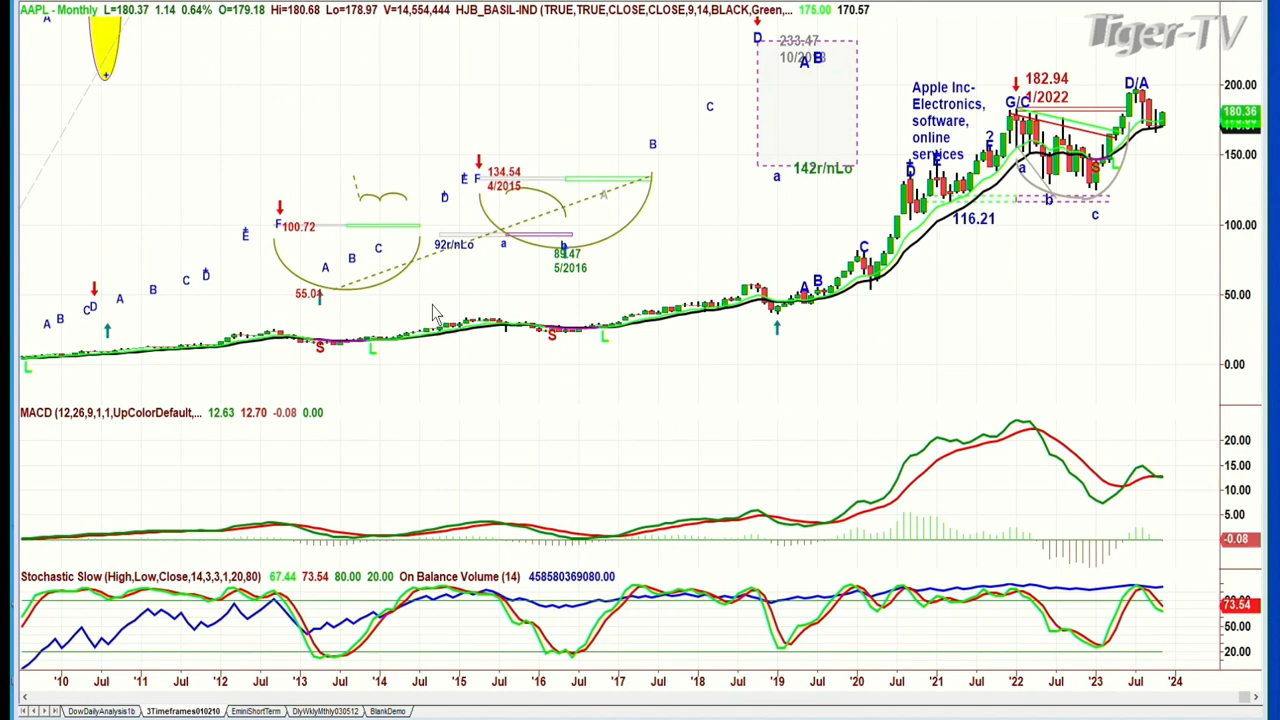 AAPL - Monthly L=180.37 1.14 0.64% O=179.18 Hi=180.68 Lo=178.97 V=14,554,444 HJB_BASIL-IND (TRUE,TRUE,CLOSE,CLOSE,9,14,BLACK,Green,... 175.00 170.57
Tiger-TV
A
D
233.47
10/2018
A B
C
B
142r/nLo
a
Apple Inc-
Electronics,
software,
online
services
182.94
1/2022
G/C
D/A
200.00
180.36
150.00
100.00
50.00
0.00
2
F
E
D
a
b
c
S
L
116.21
C
A B
134.54
4/2015
E F
D
A
92r/nLo
a
b
89.47
5/2016
F
100.72
E
A B C
55.01
C D
A B C D
A B
L
S
L
S
L
MACD (12,26,9,1,1,UpColorDefault,... 12.63 12.70 -0.08 0.00
20.00
15.00
10.00
5.00
-0.08
Stochastic Slow (High,Low,Close,14,3,3,1,20,80) 67.44 73.54 80.00 20.00 On Balance Volume (14) 458580369080.00
73.54
50.00
20.00
'10 Jul '11 Jul '12 Jul '13 Jul '14 Jul '15 Jul '16 Jul '17 Jul '18 Jul '19 Jul '20 Jul '21 Jul '22 Jul '23 Jul '24
DowDailyAnalysis1b 3Timeframes010210 EminiShortTerm DlyWklyMthly030512 BlankDemo